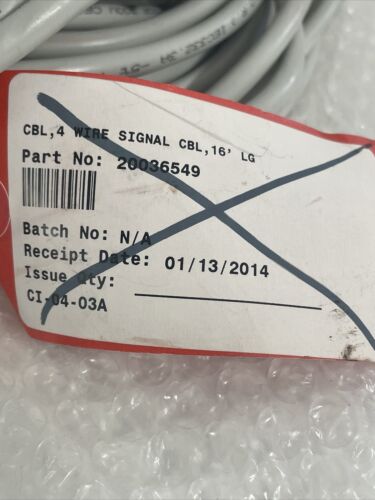 CBL,4 WIRE SIGNAL CBL,16' LG
Part No: 20036549
Batch No: N/A
Receipt Date: 01/13/2014
Issue Qty:
CI-04-03A